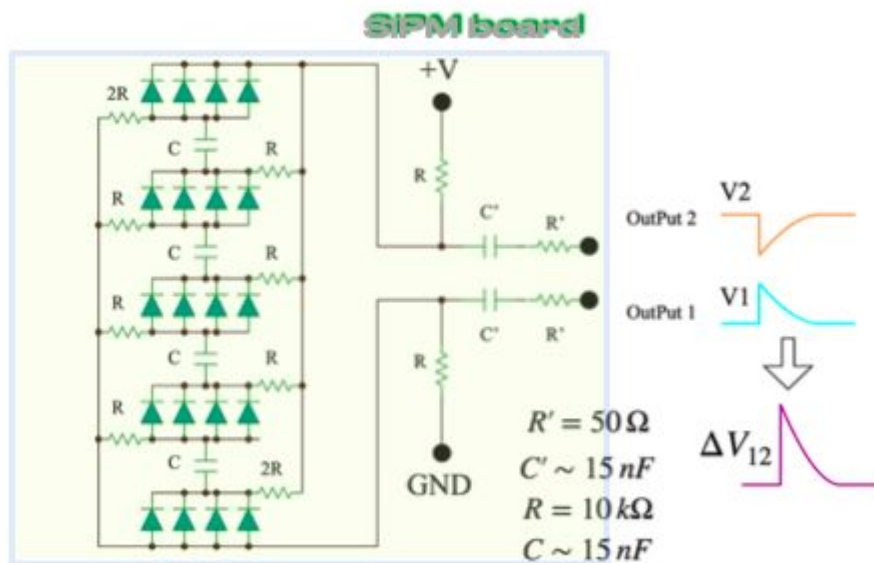 SiPM board
+V
2R
C
R
R
R
C'
R'
V2
OutPut 2
C
R
R
OutPut 1
V1
C'
R'
C
R
R
R
R' = 50 Ω
ΔV12
C
2R
GND
C' ~ 15 nF
R = 10 kΩ
C ~ 15 nF